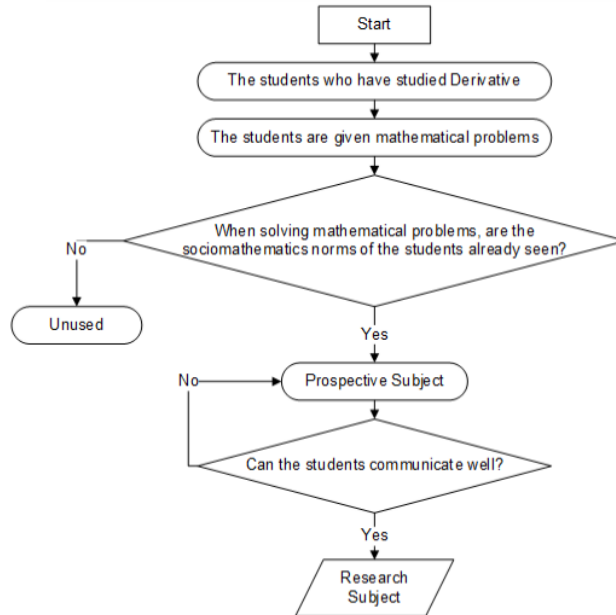 Start
The students who have studied Derivative
The students are given mathematical problems
When solving mathematical problems, are the
sociomathematics norms of the students already seen?
No
Unused
Yes
No
Prospective Subject
Can the students communicate well?
Yes
Research
Subject